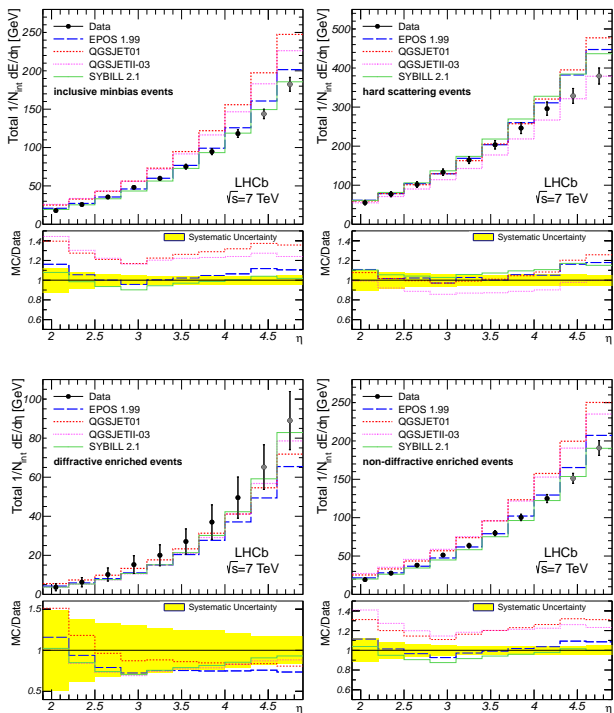 Total 1/N_int dE/dη [GeV]
250
200
150
100
50
0
Data
EPOS 1.99
QGSJET01
QGSJETII-03
SYBILL 2.1
inclusive minbias events
LHCb
√s=7 TeV
MC/Data
1.4
1.2
1
0.8
0.6
Systematic Uncertainty
2 2.5 3 3.5 4 4.5
η
Total 1/N_int dE/dη [GeV]
500
400
300
200
100
0
Data
EPOS 1.99
QGSJET01
QGSJETII-03
SYBILL 2.1
hard scattering events
LHCb
√s=7 TeV
MC/Data
1.4
1.2
1
0.8
0.6
Systematic Uncertainty
2 2.5 3 3.5 4 4.5
η
Total 1/N_int dE/dη [GeV]
100
80
60
40
20
0
Data
EPOS 1.99
QGSJET01
QGSJETII-03
SYBILL 2.1
diffractive enriched events
LHCb
√s=7 TeV
MC/Data
1.5
1
0.5
Systematic Uncertainty
2 2.5 3 3.5 4 4.5
η
Total 1/N_int dE/dη [GeV]
300
250
200
150
100
50
0
Data
EPOS 1.99
QGSJET01
QGSJETII-03
SYBILL 2.1
non-diffractive enriched events
LHCb
√s=7 TeV
MC/Data
1.4
1.2
1
0.8
0.6
Systematic Uncertainty
2 2.5 3 3.5 4 4.5
η